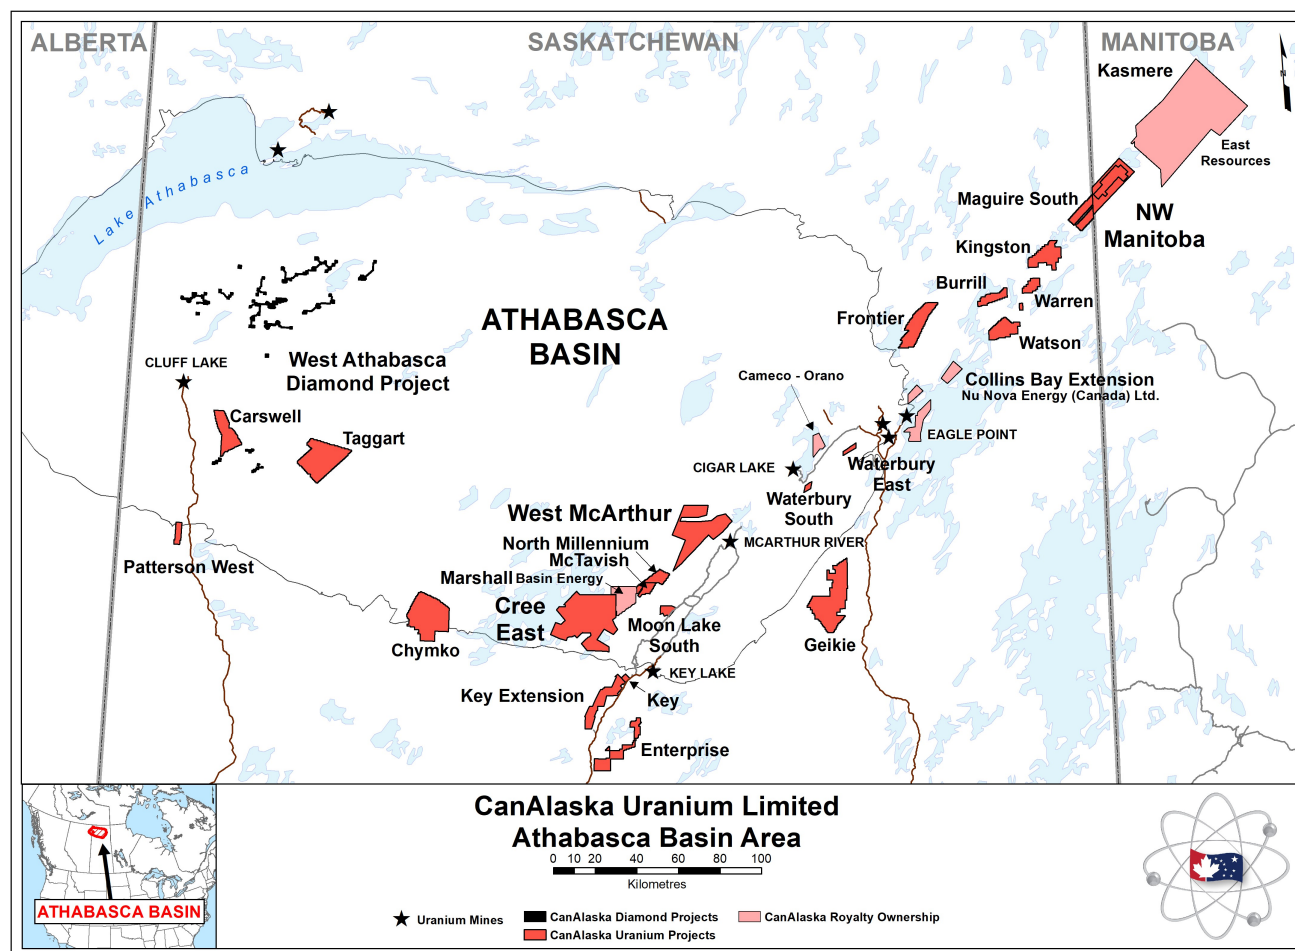 ALBERTA
SASKATCHEWAN
MANITOBA
Kasmere
East
Resources
N
Lake Athabasca
Maguire South
NW
Manitoba
Kingston
Burrill
Warren
Frontier
Watson
ATHABASCA
BASIN
West Athabasca
Diamond Project
CLUFF LAKE
Cameco - Orano
Collins Bay Extension
Nu Nova Energy (Canada) Ltd.
Carswell
Taggart
EAGLE POINT
CIGAR LAKE
Waterbury
East
Waterbury
South
West McArthur
North Millennium
McTavish
MCARTHUR RIVER
Patterson West
Marshall
Basin Energy
Cree
East
Moon Lake
South
Chymko
Geikie
KEY LAKE
Key Extension
Key
Enterprise
CanAlaska Uranium Limited
Athabasca Basin Area
0 10 20 40 60 80 100
Kilometres
ATHABASCA BASIN
Uranium Mines
CanAlaska Diamond Projects
CanAlaska Royalty Ownership
CanAlaska Uranium Projects